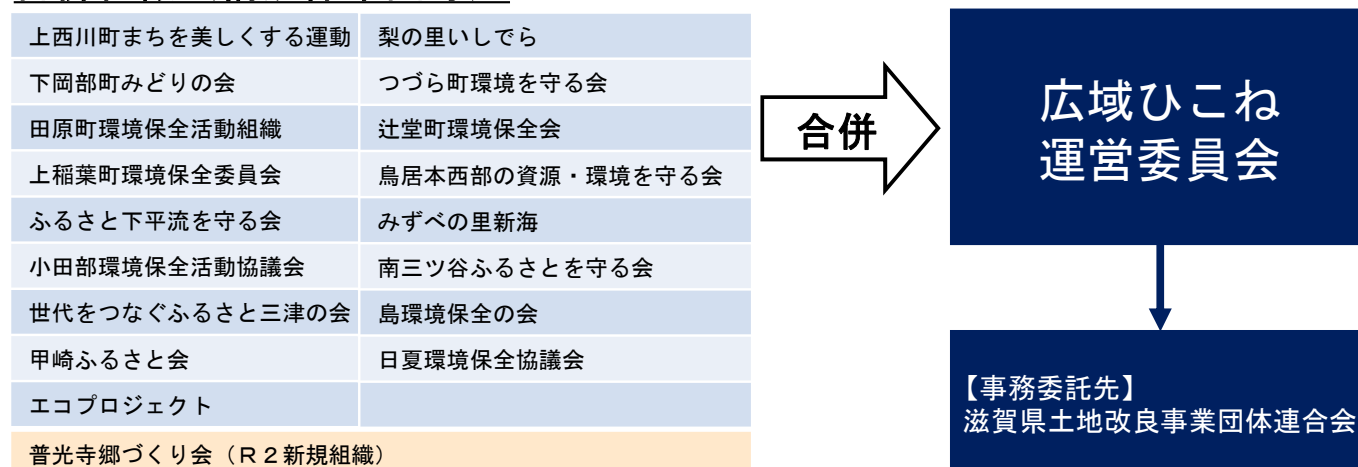 上西川町まちを美しくする運動 梨の里いしでら
下岡部町みどりの会 つづら町環境を守る会
田原町環境保全活動組織 辻堂町環境保全会
上稲葉町環境保全委員会 鳥居本西部の資源・環境を守る会
ふるさと下平流を守る会 みずべの里新海
小田部環境保全活動協議会 南三ツ谷ふるさとを守る会
世代をつなぐふるさと三津の会 島環境保全の会
甲崎ふるさと会 日夏環境保全協議会
エコプロジェクト
普光寺郷づくり会（Ｒ２新規組織）
合併
広域ひこね
運営委員会
【事務委託先】
滋賀県土地改良事業団体連合会